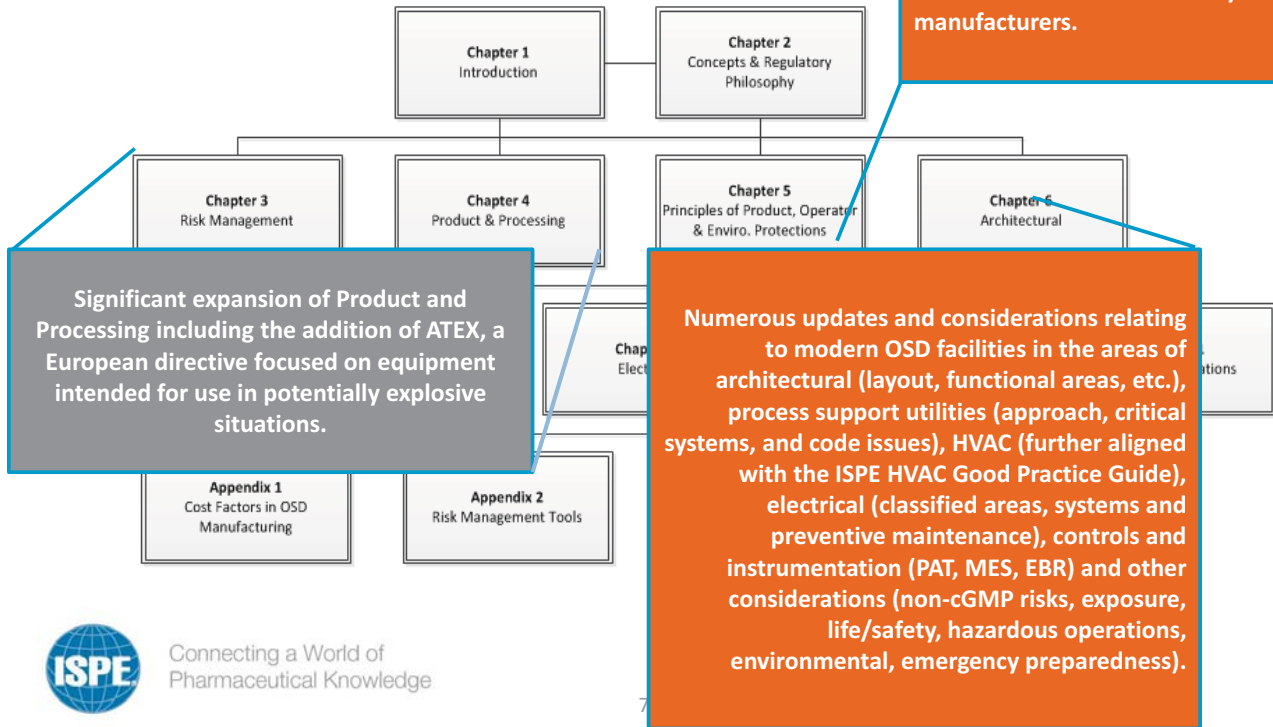 manufacturers.
Chapter 1
Introduction
Chapter 2
Concepts & Regulatory
Philosophy
Chapter 3
Risk Management
Chapter 4
Product & Processing
Chapter 5
Principles of Product, Operator
& Enviro. Protections
Chapter 6
Architectural
Significant expansion of Product and
Processing including the addition of ATEX, a
European directive focused on equipment
intended for use in potentially explosive
situations.
Chap
Elect
Numerous updates and considerations relating
to modern OSD facilities in the areas of
architectural (layout, functional areas, etc.),
process support utilities (approach, critical
systems, and code issues), HVAC (further aligned
with the ISPE HVAC Good Practice Guide),
electrical (classified areas, systems and
preventive maintenance), controls and
instrumentation (PAT, MES, EBR) and other
considerations (non-cGMP risks, exposure,
life/safety, hazardous operations,
environmental, emergency preparedness).
ations
Appendix 1
Cost Factors in OSD
Manufacturing
Appendix 2
Risk Management Tools
ISPE
Connecting a World of
Pharmaceutical Knowledge
7